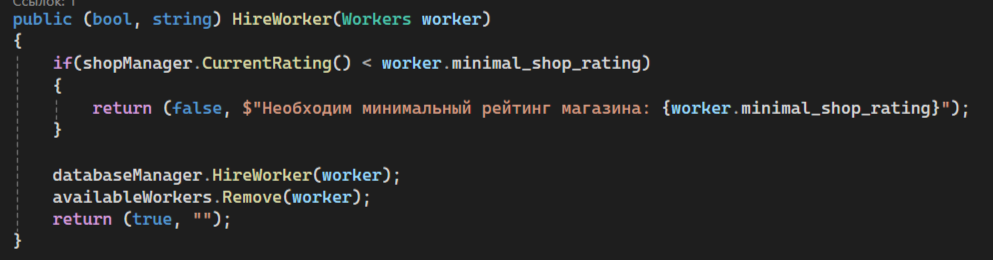 Ссылок: 1
public (bool, string) HireWorker(Workers worker)
{
if(shopManager.CurrentRating() < worker.minimal_shop_rating)
{
return (false, $"Необходим минимальный рейтинг магазина: {worker.minimal_shop_rating}");
}
databaseManager.HireWorker(worker);
availableWorkers.Remove(worker);
return (true, "");
}